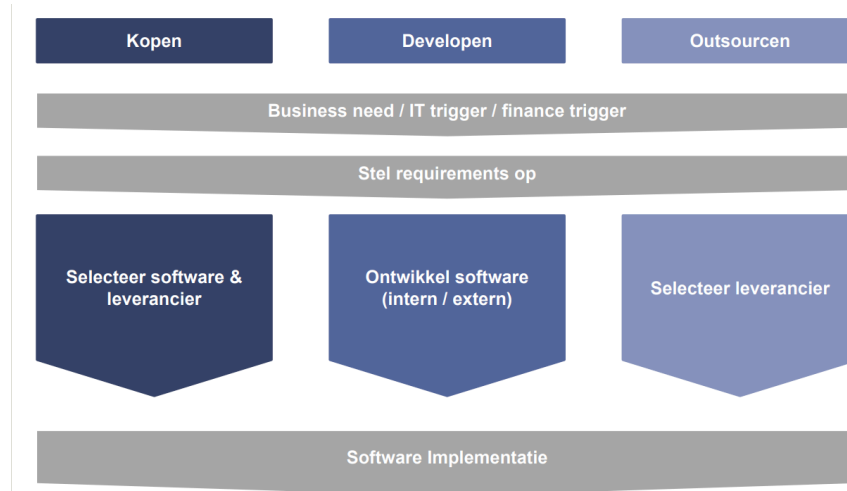 Kopen
Developen
Outsourcen
Business need / IT trigger / finance trigger
Stel requirements op
Selecteer software &
leverancier
Ontwikkel software
(intern / extern)
Selecteer leverancier
Software Implementatie